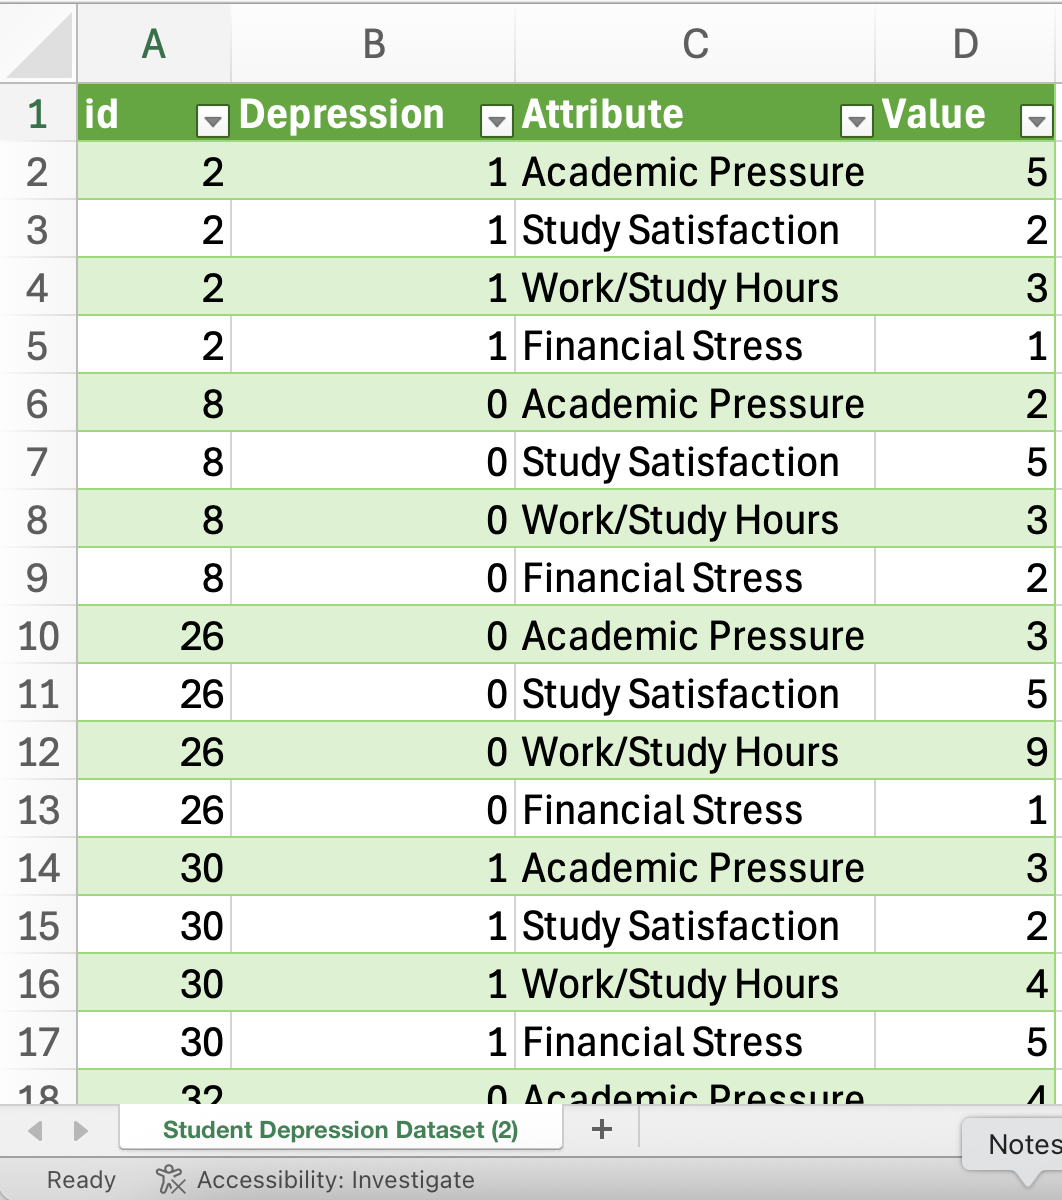 A B C D
1 id Depression Attribute Value
2 2 1 Academic Pressure 5
3 2 1 Study Satisfaction 2
4 2 1 Work/Study Hours 3
5 2 1 Financial Stress 1
6 8 0 Academic Pressure 2
7 8 0 Study Satisfaction 5
8 8 0 Work/Study Hours 3
9 8 0 Financial Stress 2
10 26 0 Academic Pressure 3
11 26 0 Study Satisfaction 5
12 26 0 Work/Study Hours 9
13 26 0 Financial Stress 1
14 30 1 Academic Pressure 3
15 30 1 Study Satisfaction 2
16 30 1 Work/Study Hours 4
17 30 1 Financial Stress 5
18 32 0 Academic Pressure 4
Student Depression Dataset (2) +
Notes
Ready Accessibility: Investigate